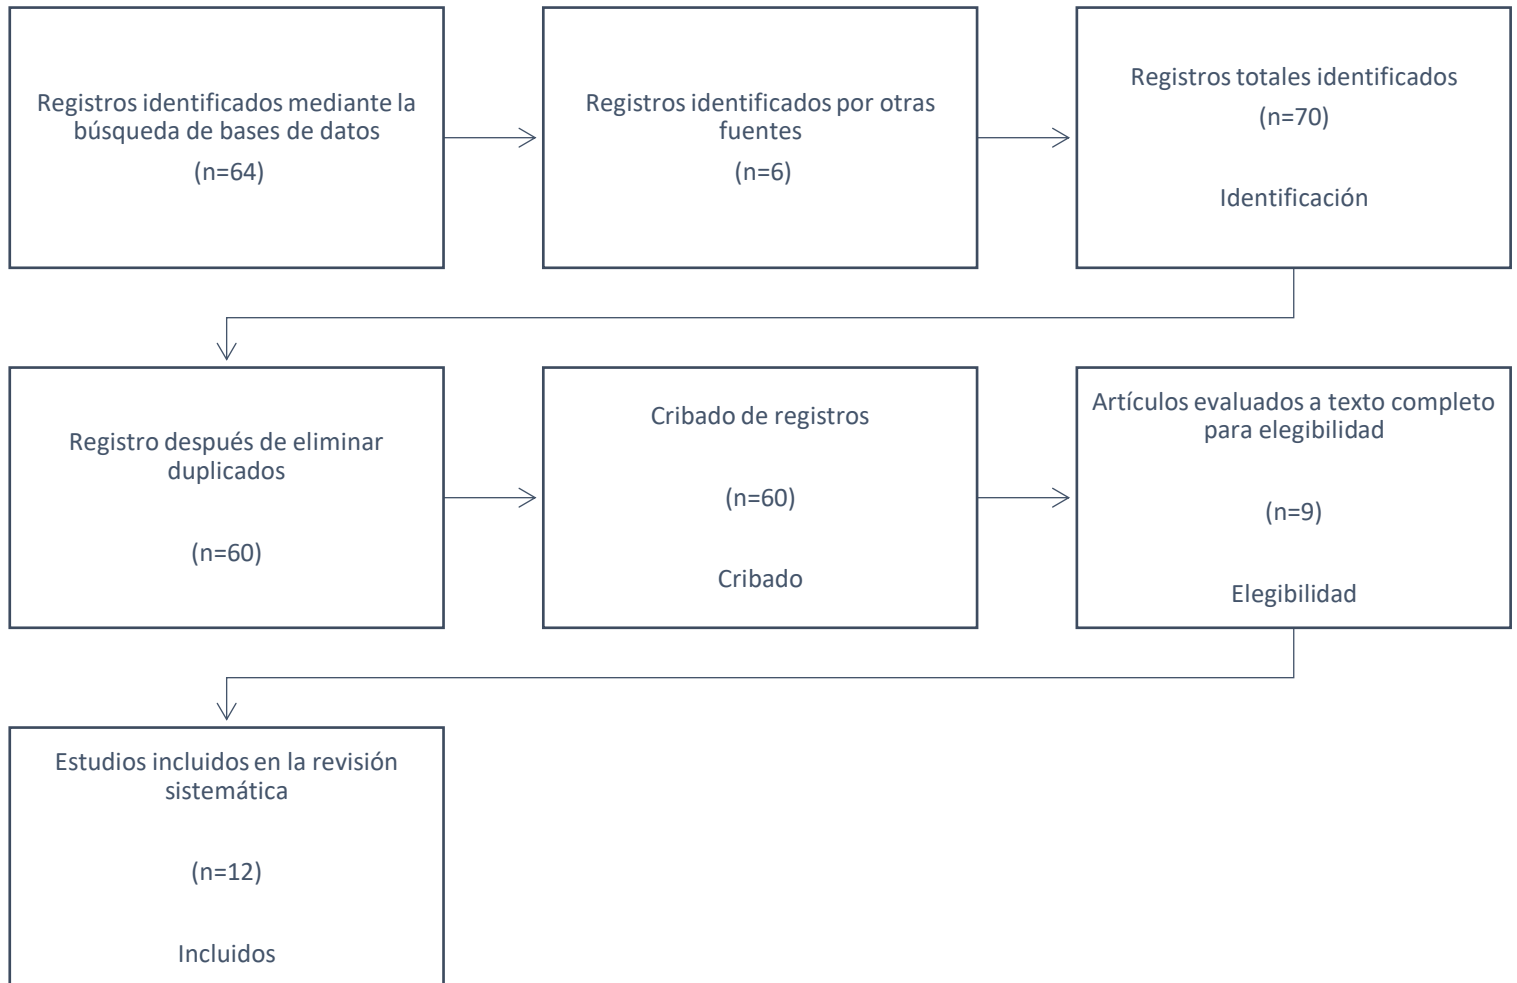 Registros identificados mediante la
búsqueda de bases de datos
(n=64)
Registros identificados por otras
fuentes
(n=6)
Registros totales identificados
(n=70)
Identificación
Registro después de eliminar
duplicados
(n=60)
Cribado de registros
(n=60)
Cribado
Artículos evaluados a texto completo
para elegibilidad
(n=9)
Elegibilidad
Estudios incluidos en la revisión
sistemática
(n=12)
Incluidos